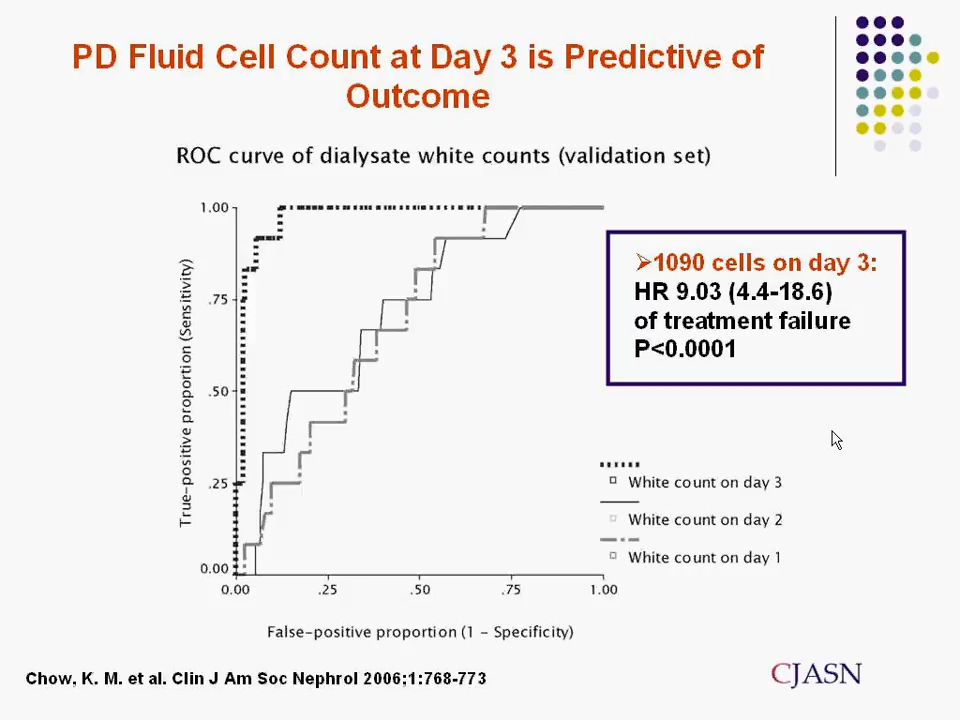 PD Fluid Cell Count at Day 3 is Predictive of
Outcome
ROC curve of dialysate white counts (validation set)
True-positive proportion (Sensitivity)
1.00
.75
.50
.25
0.00
0.00 .25 .50 .75 1.00
False-positive proportion (1 – Specificity)
➢1090 cells on day 3:
HR 9.03 (4.4-18.6)
of treatment failure
P<0.0001
White count on day 3
White count on day 2
White count on day 1
Chow, K. M. et al. Clin J Am Soc Nephrol 2006;1:768-773
CJASN